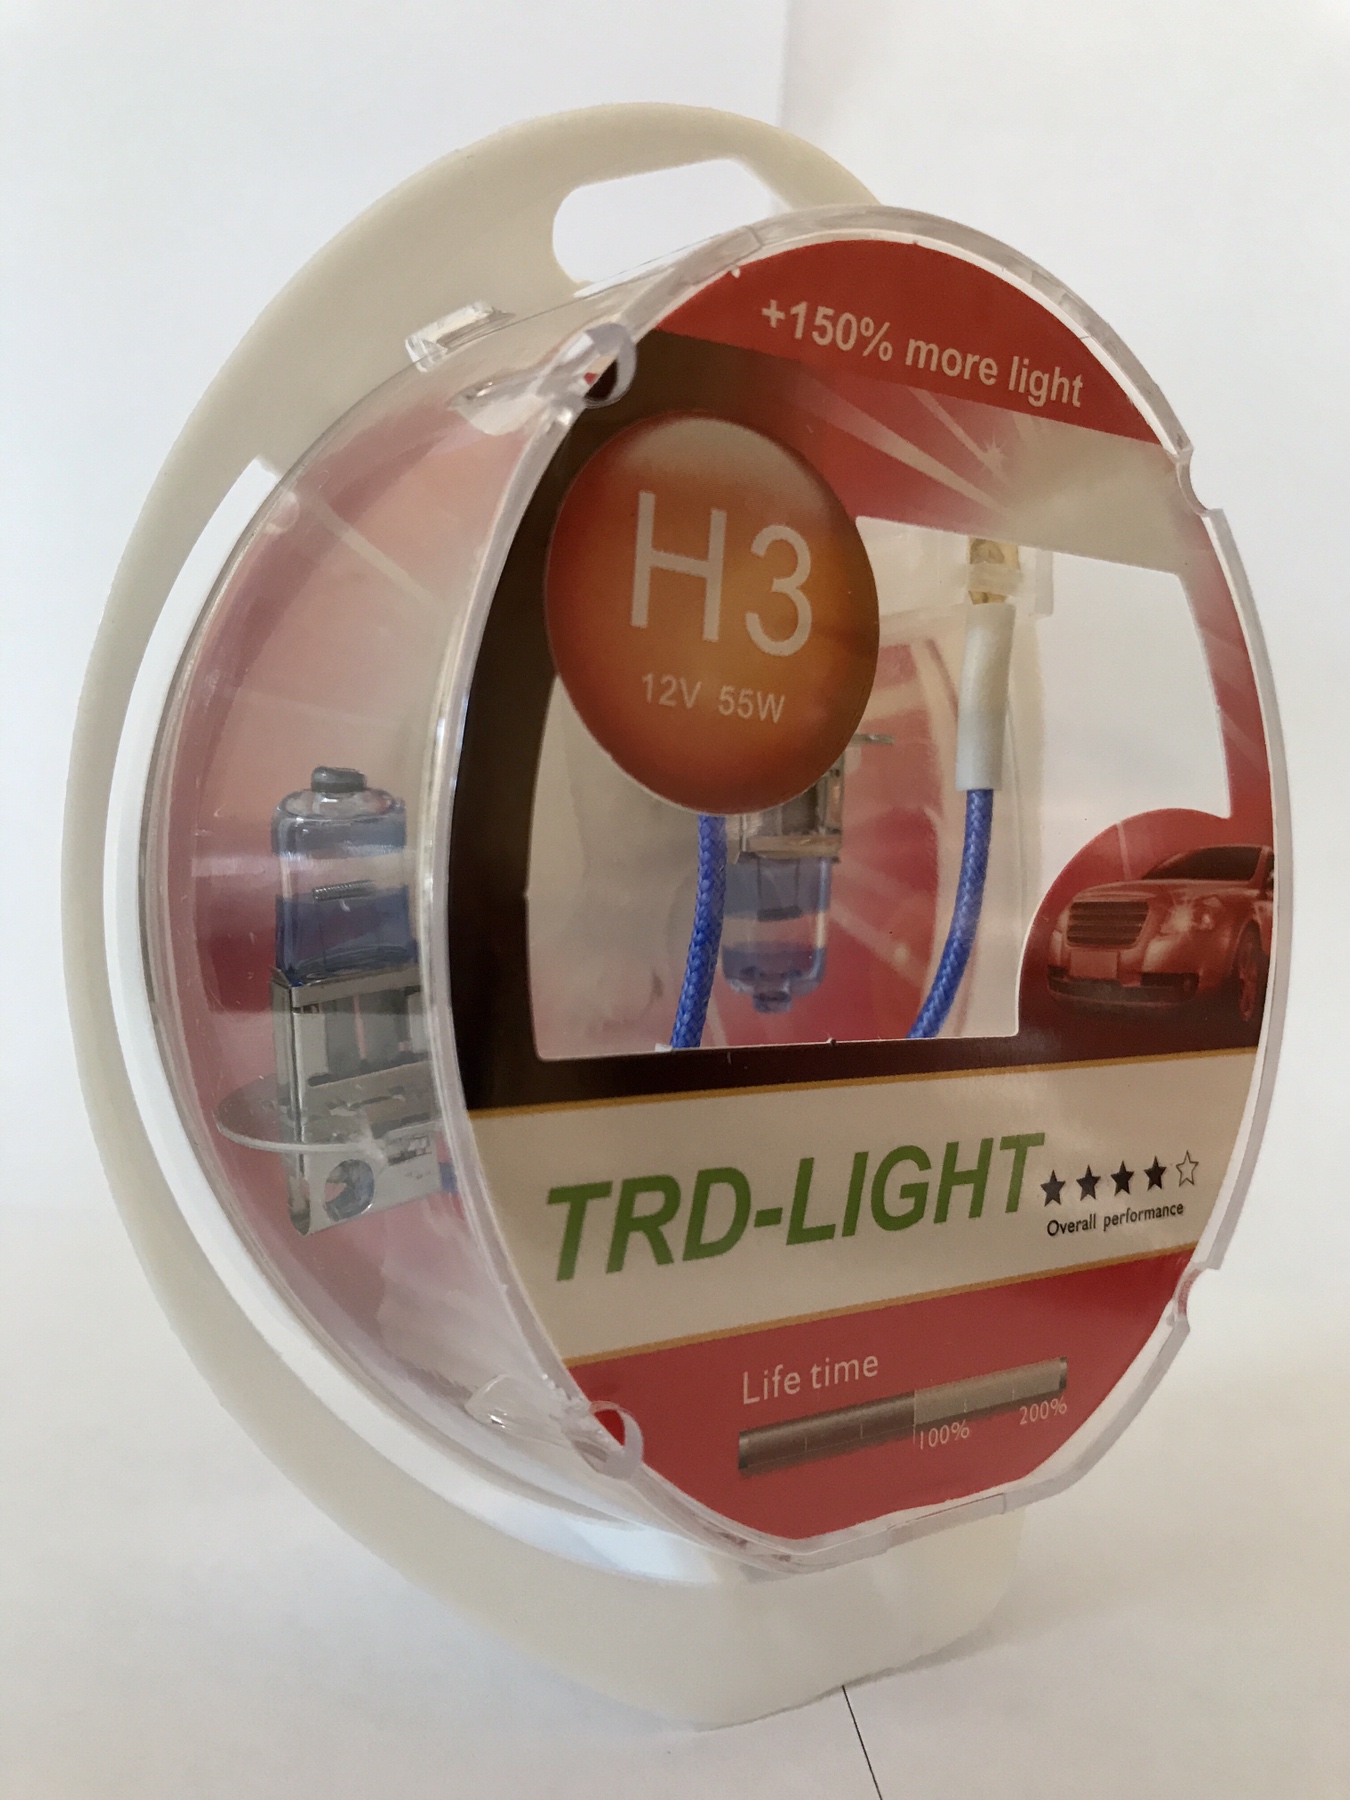 +150% more light
H3
12V 55W
TRD-LIGHT
Overall performance
Life time
100%
200%